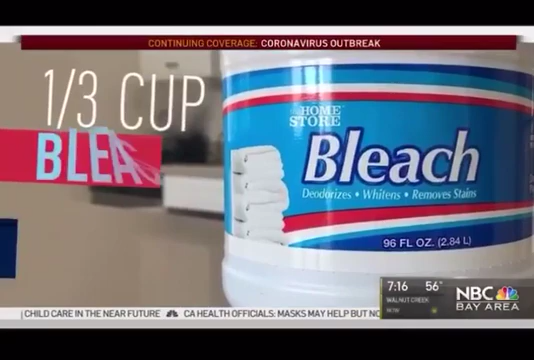 CONTINUING COVERAGE: CORONAVIRUS OUTBREAK
1/3 CUP
BLEA
HOME
STORE
Bleach
Deodorizes • Whitens • Removes Stains
96 FL OZ. (2.84 L)
7:16 56°
WALNUT CREEK
NOW
NBC
BAY AREA
CHILD CARE IN THE NEAR FUTURE CA HEALTH OFFICIALS: MASKS MAY HELP BUT NO